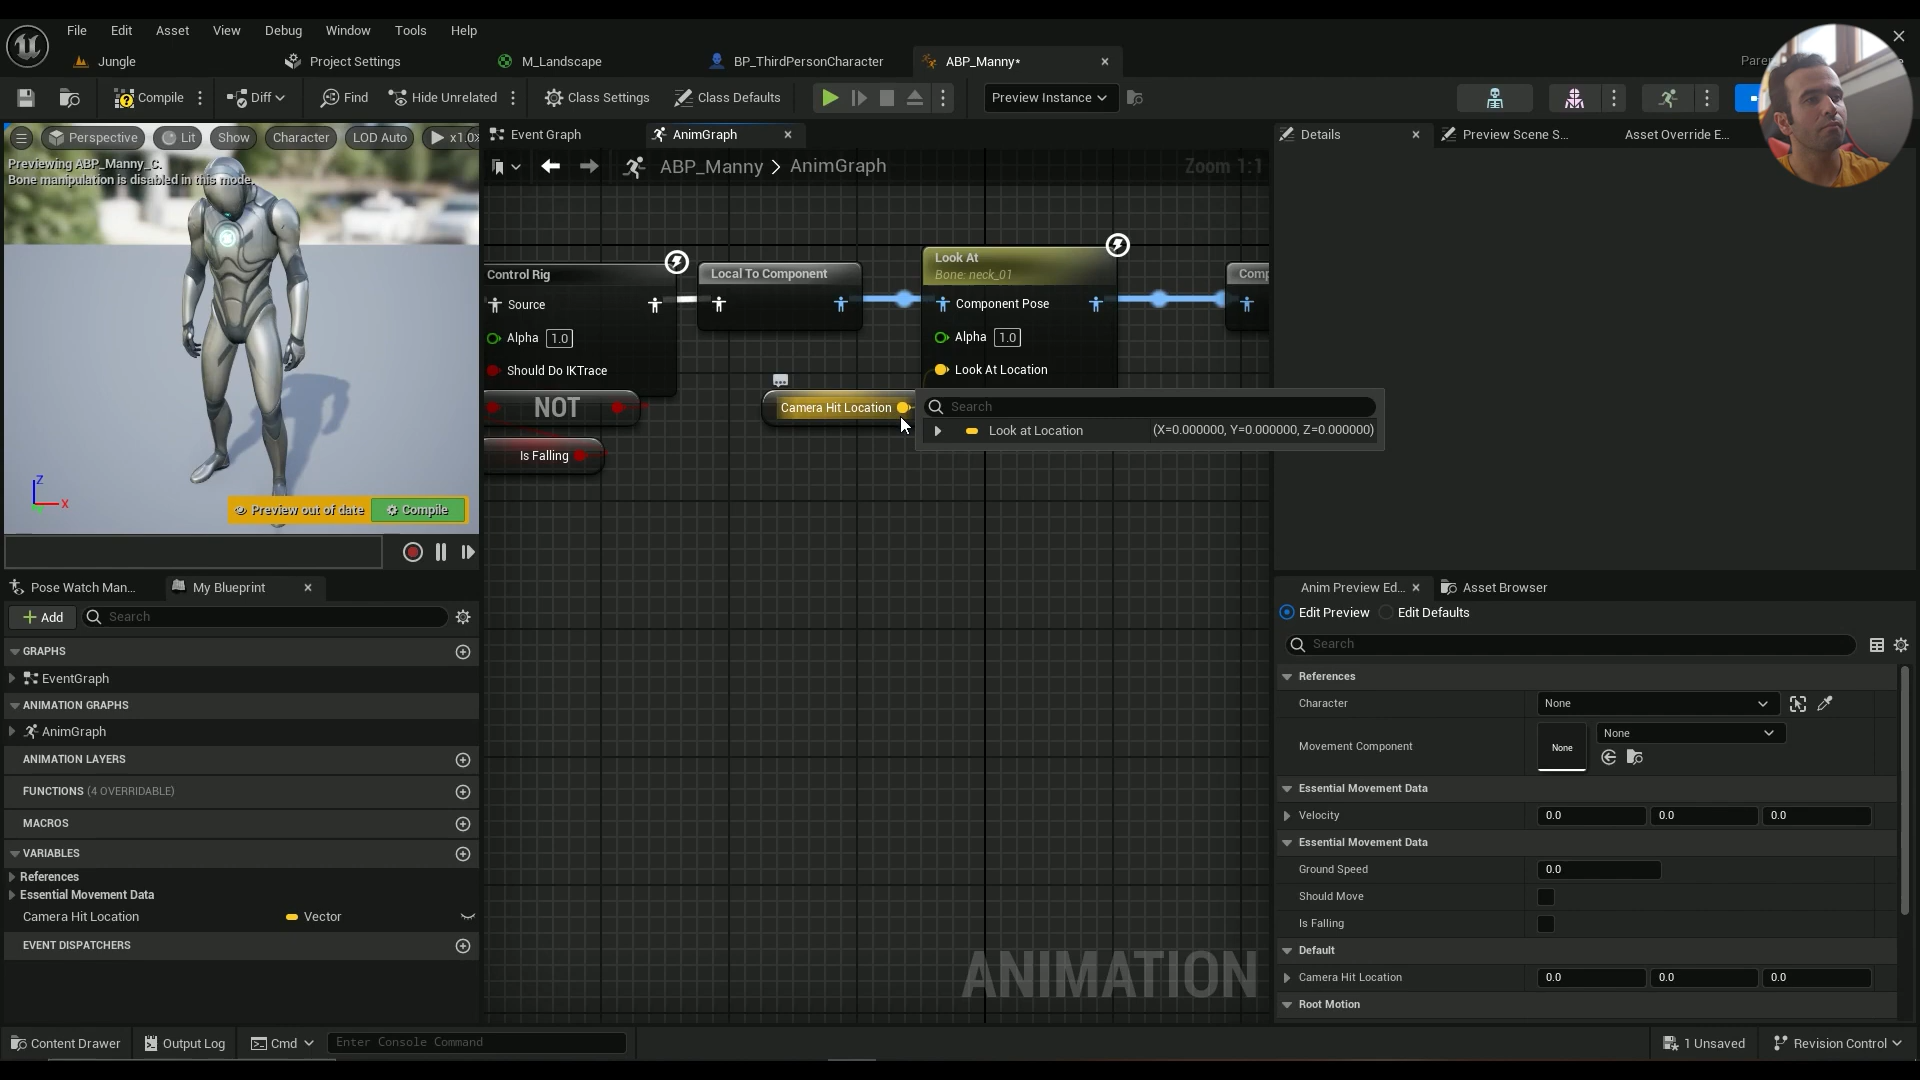 File Edit Asset View Debug Window Tools Help
Jungle Project Settings M_Landscape BP_ThirdPersonCharacter ABP_Manny*
Compile Diff Find Hide Unrelated Class Settings Class Defaults Preview Instance
Perspective Lit Show Character LOD Auto x1.0
Previewing ABP_Manny_C.
Bone manipulation is disabled in this mode.
Z
X
Preview out of date Compile
Event Graph AnimGraph
ABP_Manny > AnimGraph Zoom 1:1
Control Rig
Source
Alpha 1.0
Should Do IKTrace
NOT
Is Falling
Local To Component
Look At
Bone: neck_01
Component Pose
Alpha 1.0
Look At Location
Camera Hit Location
Search
Look at Location (X=0.000000, Y=0.000000, Z=0.000000)
Comp
ANIMATION
Details Preview Scene S... Asset Override E...
Pose Watch Man... My Blueprint
Add Search
GRAPHS
EventGraph
ANIMATION GRAPHS
AnimGraph
ANIMATION LAYERS
FUNCTIONS (4 OVERRIDABLE)
MACROS
VARIABLES
References
Essential Movement Data
Camera Hit Location Vector
EVENT DISPATCHERS
Anim Preview Ed... Asset Browser
Edit Preview Edit Defaults
Search
References
Character None
Movement Component None None
Essential Movement Data
Velocity 0.0 0.0 0.0
Essential Movement Data
Ground Speed 0.0
Should Move
Is Falling
Default
Camera Hit Location 0.0 0.0 0.0
Root Motion
Content Drawer Output Log Cmd Enter Console Command 1 Unsaved Revision Control